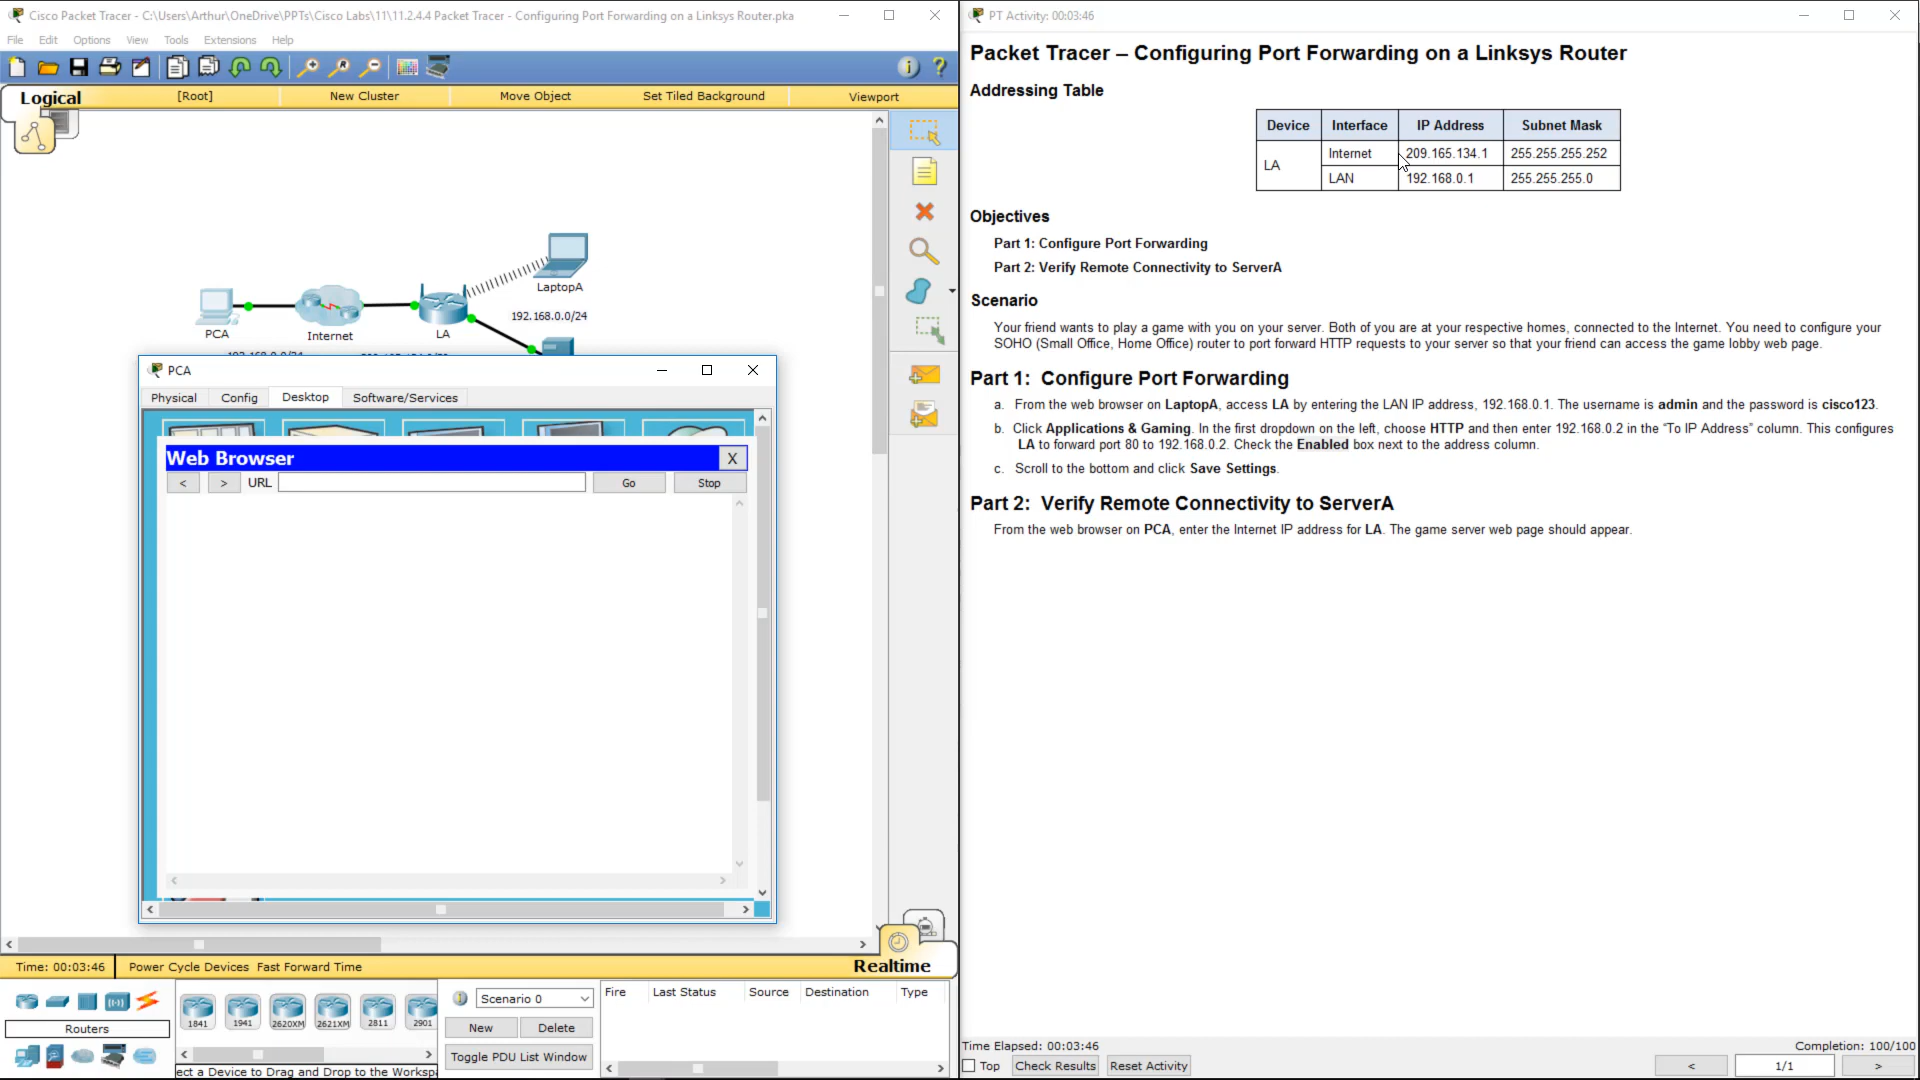 Cisco Packet Tracer - C:\Users\Arthur\OneDrive\PPTs\Cisco Labs\11\11.2.4.4 Packet Tracer - Configuring Port Forwarding on a Linksys Router.pka
File Edit Options View Tools Extensions Help
Logical [Root] New Cluster Move Object Set Tiled Background Viewport
LaptopA
192.168.0.0/24
PCA
Internet
LA
PCA
Physical Config Desktop Software/Services
Web Browser X
< > URL Go Stop
Time: 00:03:46 Power Cycle Devices Fast Forward Time Realtime
Routers
1841 1941 2620XM 2621XM 2811 2901
ect a Device to Drag and Drop to the Workspa
Scenario 0
New Delete
Toggle PDU List Window
Fire Last Status Source Destination Type
PT Activity: 00:03:46
Packet Tracer – Configuring Port Forwarding on a Linksys Router
Addressing Table
Device Interface IP Address Subnet Mask
LA
Internet 209.165.134.1 255.255.255.252
LAN 192.168.0.1 255.255.255.0
Objectives
Part 1: Configure Port Forwarding
Part 2: Verify Remote Connectivity to ServerA
Scenario
Your friend wants to play a game with you on your server. Both of you are at your respective homes, connected to the Internet. You need to configure your
SOHO (Small Office, Home Office) router to port forward HTTP requests to your server so that your friend can access the game lobby web page.
Part 1: Configure Port Forwarding
a. From the web browser on LaptopA, access LA by entering the LAN IP address, 192.168.0.1. The username is admin and the password is cisco123.
b. Click Applications & Gaming. In the first dropdown on the left, choose HTTP and then enter 192.168.0.2 in the “To IP Address” column. This configures
LA to forward port 80 to 192.168.0.2. Check the Enabled box next to the address column.
c. Scroll to the bottom and click Save Settings.
Part 2: Verify Remote Connectivity to ServerA
From the web browser on PCA, enter the Internet IP address for LA. The game server web page should appear.
Time Elapsed: 00:03:46 Completion: 100/100
Top Check Results Reset Activity < 1/1 >